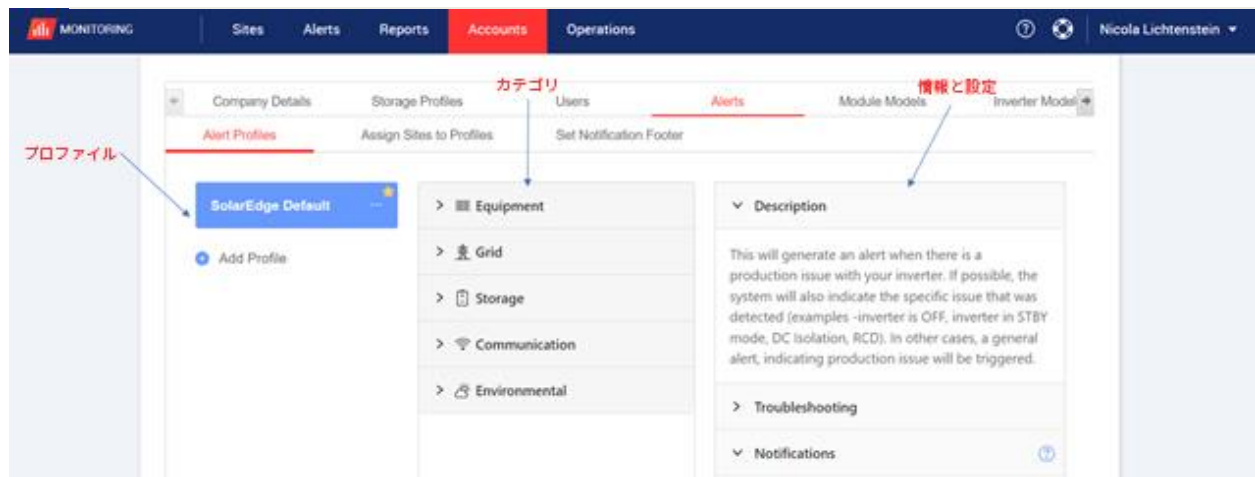 MONITORING
Sites
Alerts
Reports
Accounts
Operations
Nicola Lichtenstein
カテゴリ
情報と設定
Company Details
Storage Profiles
Users
Alerts
Module Models
Inverter Model
Alert Profiles
Assign Sites to Profiles
Set Notification Footer
プロファイル
SolarEdge Default
Add Profile
Equipment
Grid
Storage
Communication
Environmental
Description
This will generate an alert when there is a
production issue with your inverter. If possible, the
system will also indicate the specific issue that was
detected (examples -inverter is OFF, inverter in STBY
mode, DC Isolation, RCD). In other cases, a general
alert, indicating production issue will be triggered.
Troubleshooting
Notifications